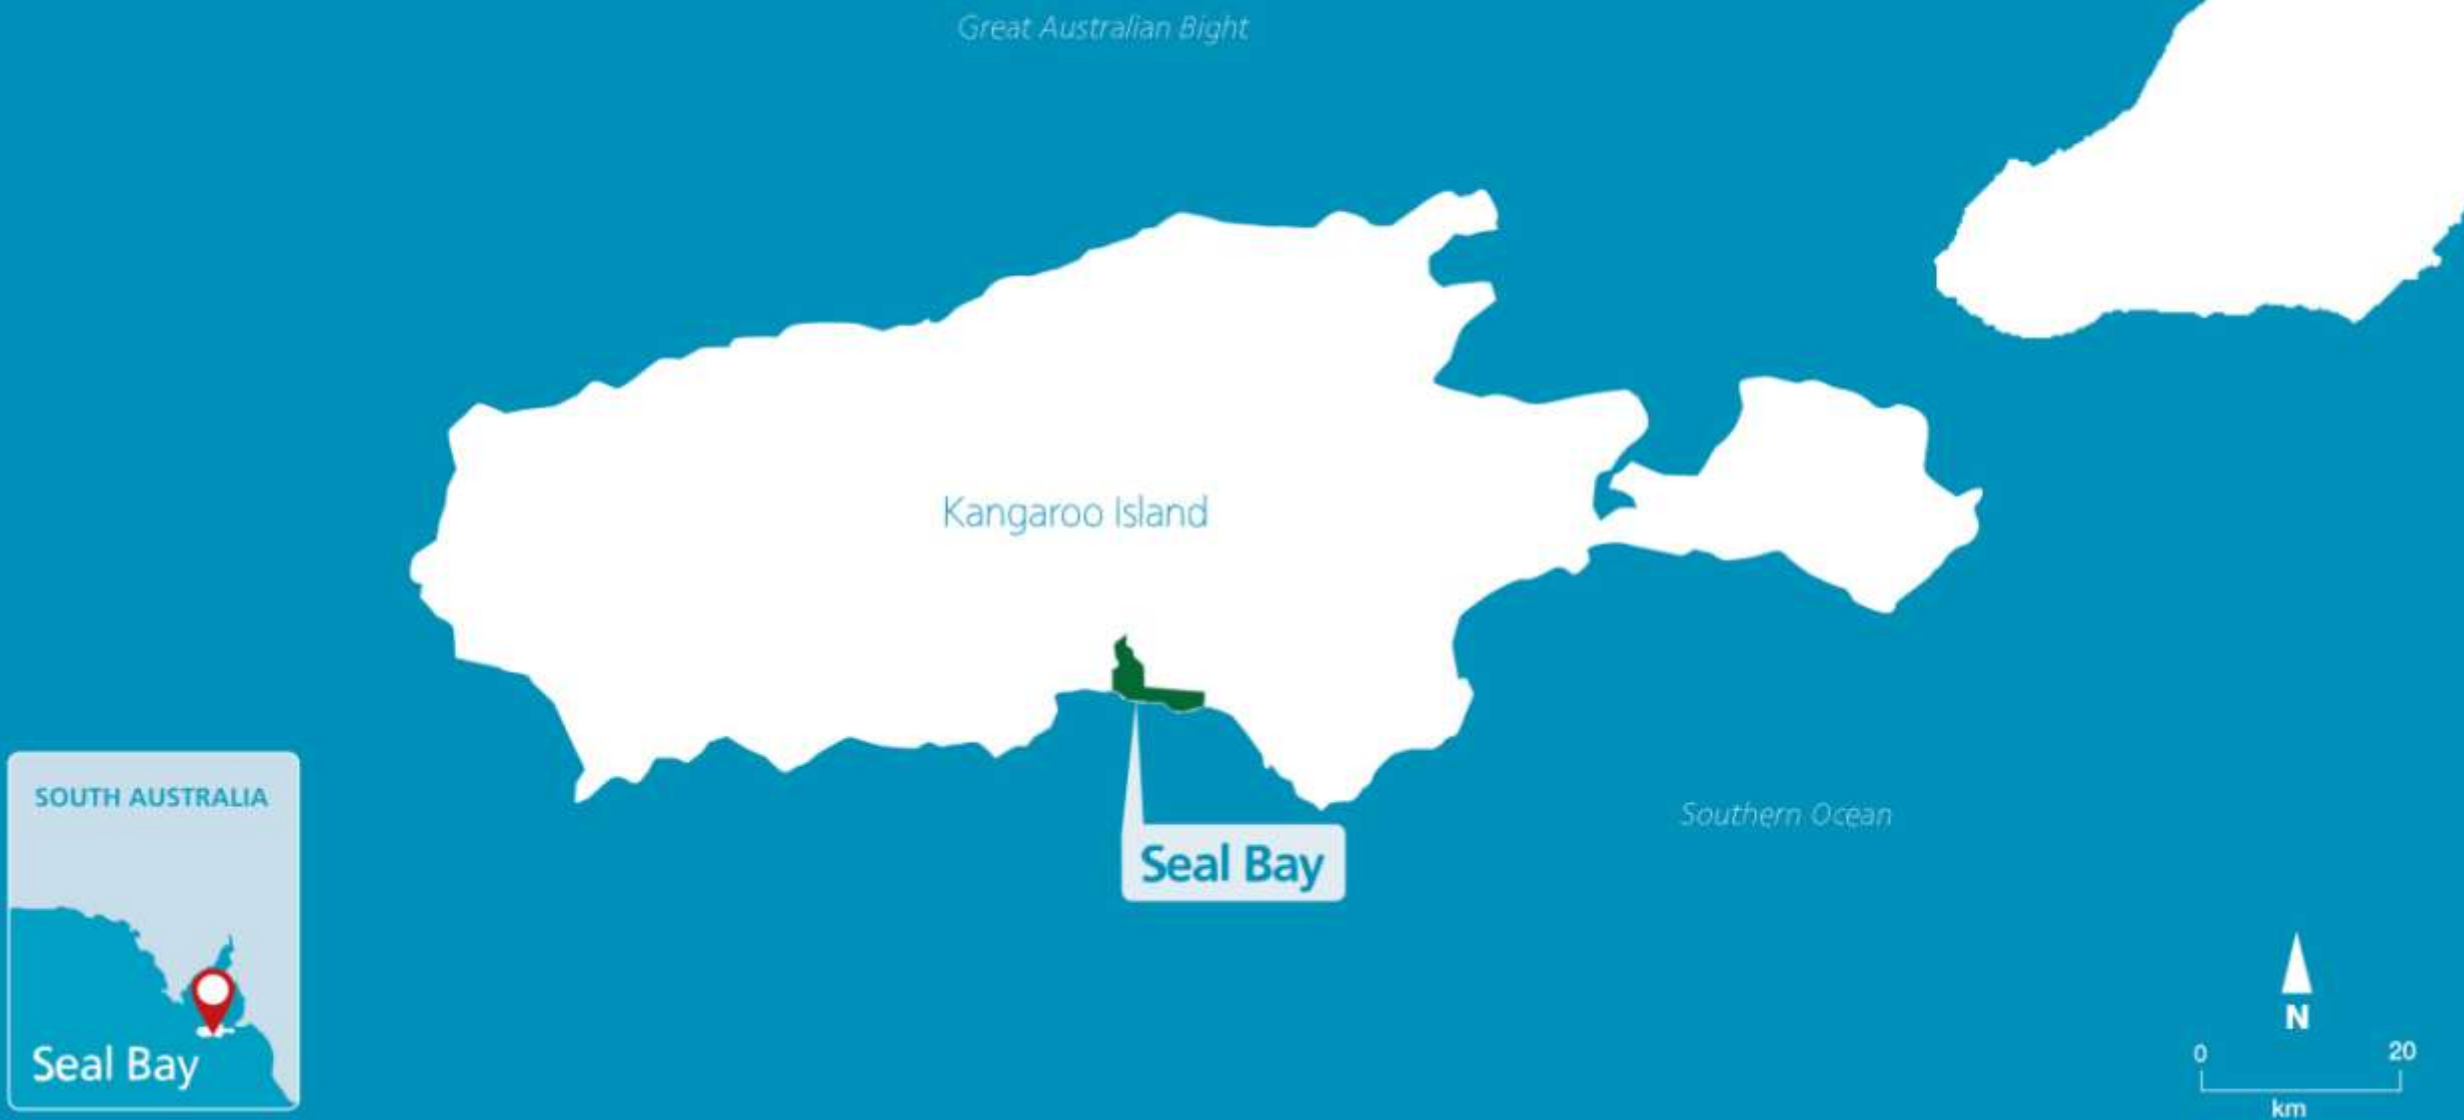 Great Australian Bight
Kangaroo Island
Seal Bay
Southern Ocean
SOUTH AUSTRALIA
Seal Bay
N
0 20
km